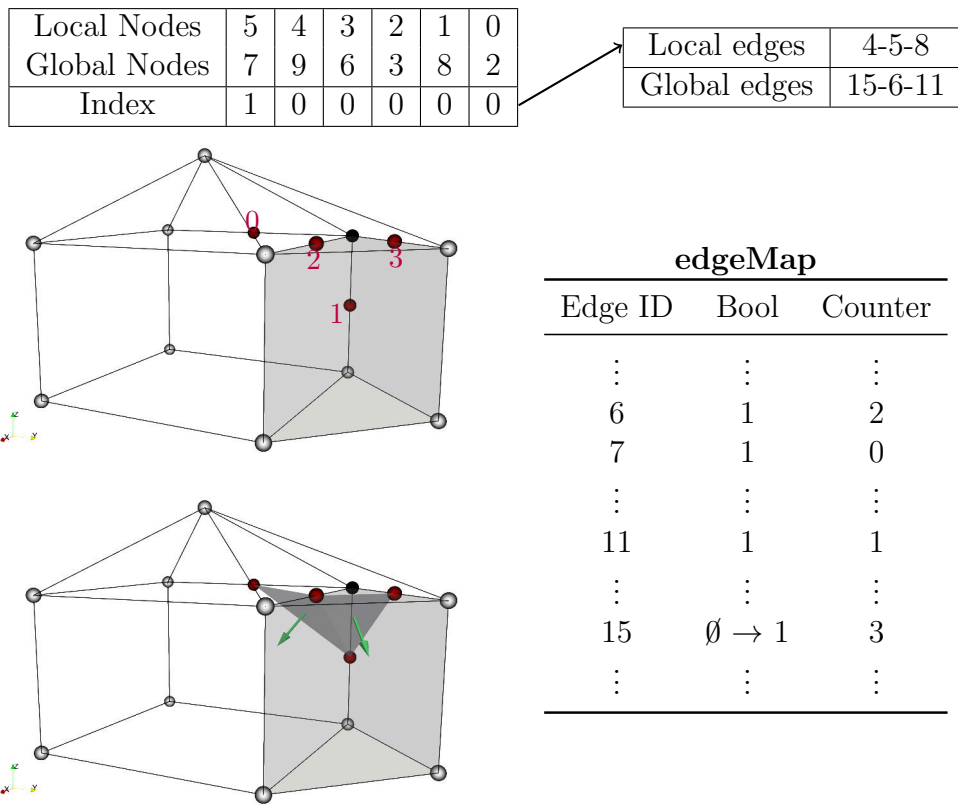 Local Nodes 5 4 3 2 1 0
Global Nodes 7 9 6 3 8 2
Index 1 0 0 0 0 0
Local edges 4-5-8
Global edges 15-6-11
0
2 3
1
Z
X Y
edgeMap
Edge ID Bool Counter
⋮ ⋮ ⋮
6 1 2
7 1 0
⋮ ⋮ ⋮
11 1 1
⋮ ⋮ ⋮
15 ∅ → 1 3
⋮ ⋮ ⋮
Z
X Y